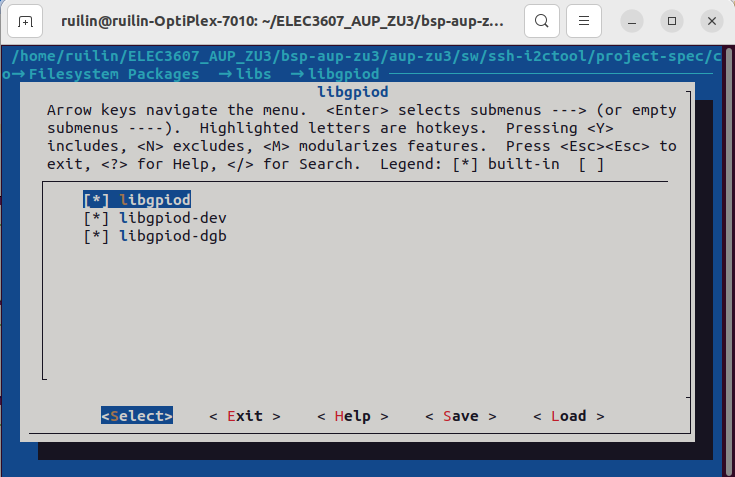 ruilin@ruilin-OptiPlex-7010: ~/ELEC3607_AUP_ZU3/bsp-aup-z...
/home/ruilin/ELEC3607_AUP_ZU3/bsp-aup-zu3/aup-zu3/sw/ssh-i2ctool/project-spec/c
o→Filesystem Packages →libs →libgpiod
libgpiod
Arrow keys navigate the menu. <Enter> selects submenus ---> (or empty
submenus ----). Highlighted letters are hotkeys. Pressing <Y>
includes, <N> excludes, <M> modularizes features. Press <Esc><Esc> to
exit, <?> for Help, </> for Search. Legend: [*] built-in [ ]
[*] libgpiod
[*] libgpiod-dev
[*] libgpiod-dgb
<Select> < Exit > < Help > < Save > < Load >